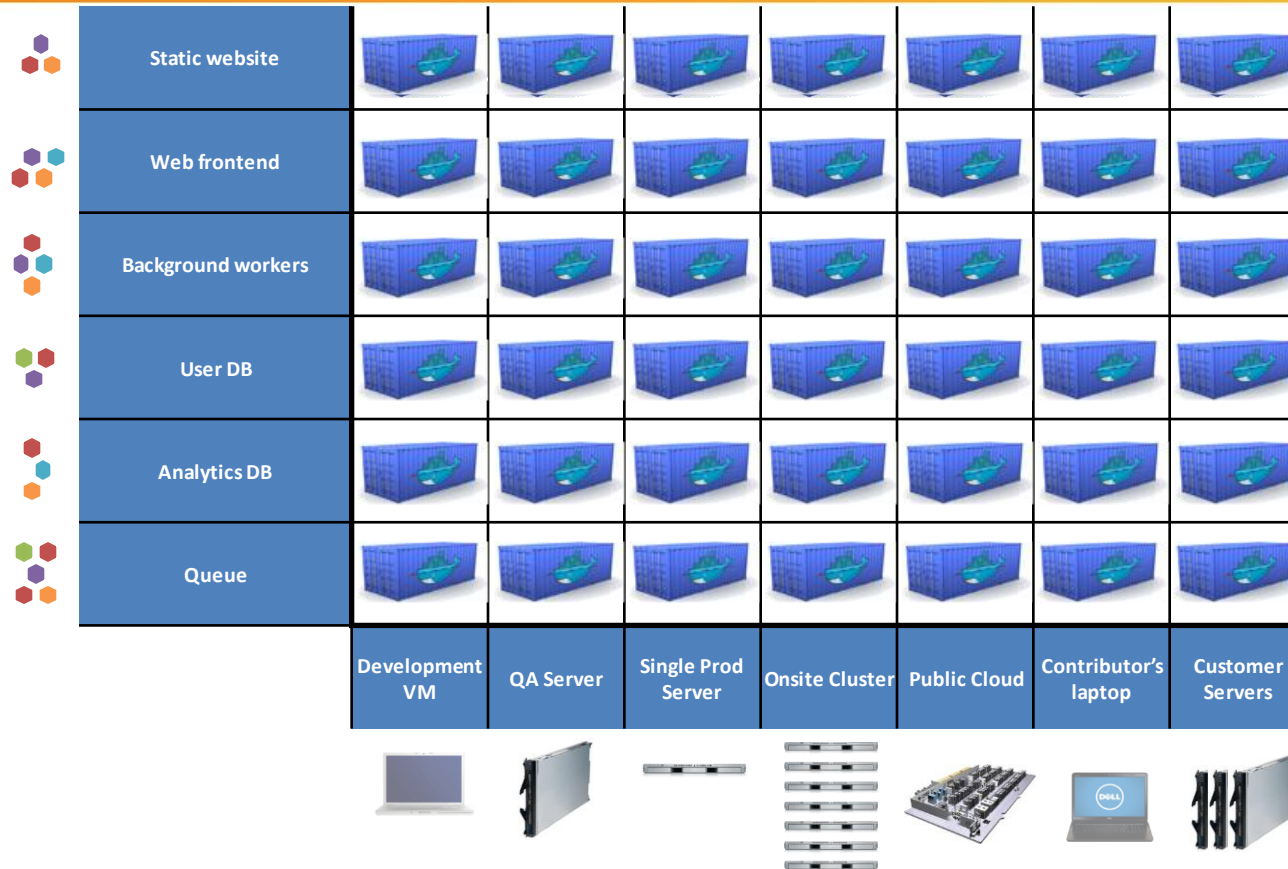 Static website
Web frontend
Background workers
User DB
Analytics DB
Queue
Development
VM
QA Server
Single Prod
Server
Onsite Cluster
Public Cloud
Contributor's
laptop
Customer
Servers
DELL